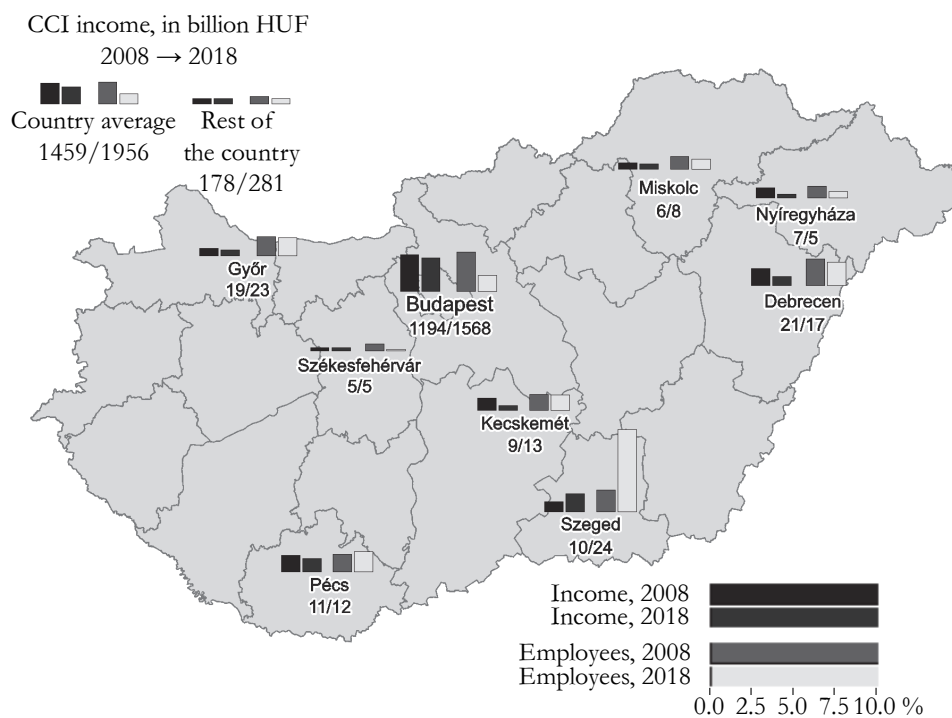 CCI income, in billion HUF
2008 → 2018
Country average
1459/1956
Rest of
the country
178/281
Miskolc
6/8
Nyíregyháza
7/5
Győr
19/23
Budapest
1194/1568
Debrecen
21/17
Székesfehérvár
5/5
Kecskemét
9/13
Szeged
10/24
Pécs
11/12
Income, 2008
Income, 2018
Employees, 2008
Employees, 2018
0.0 2.5 5.0 7.5 10.0 %